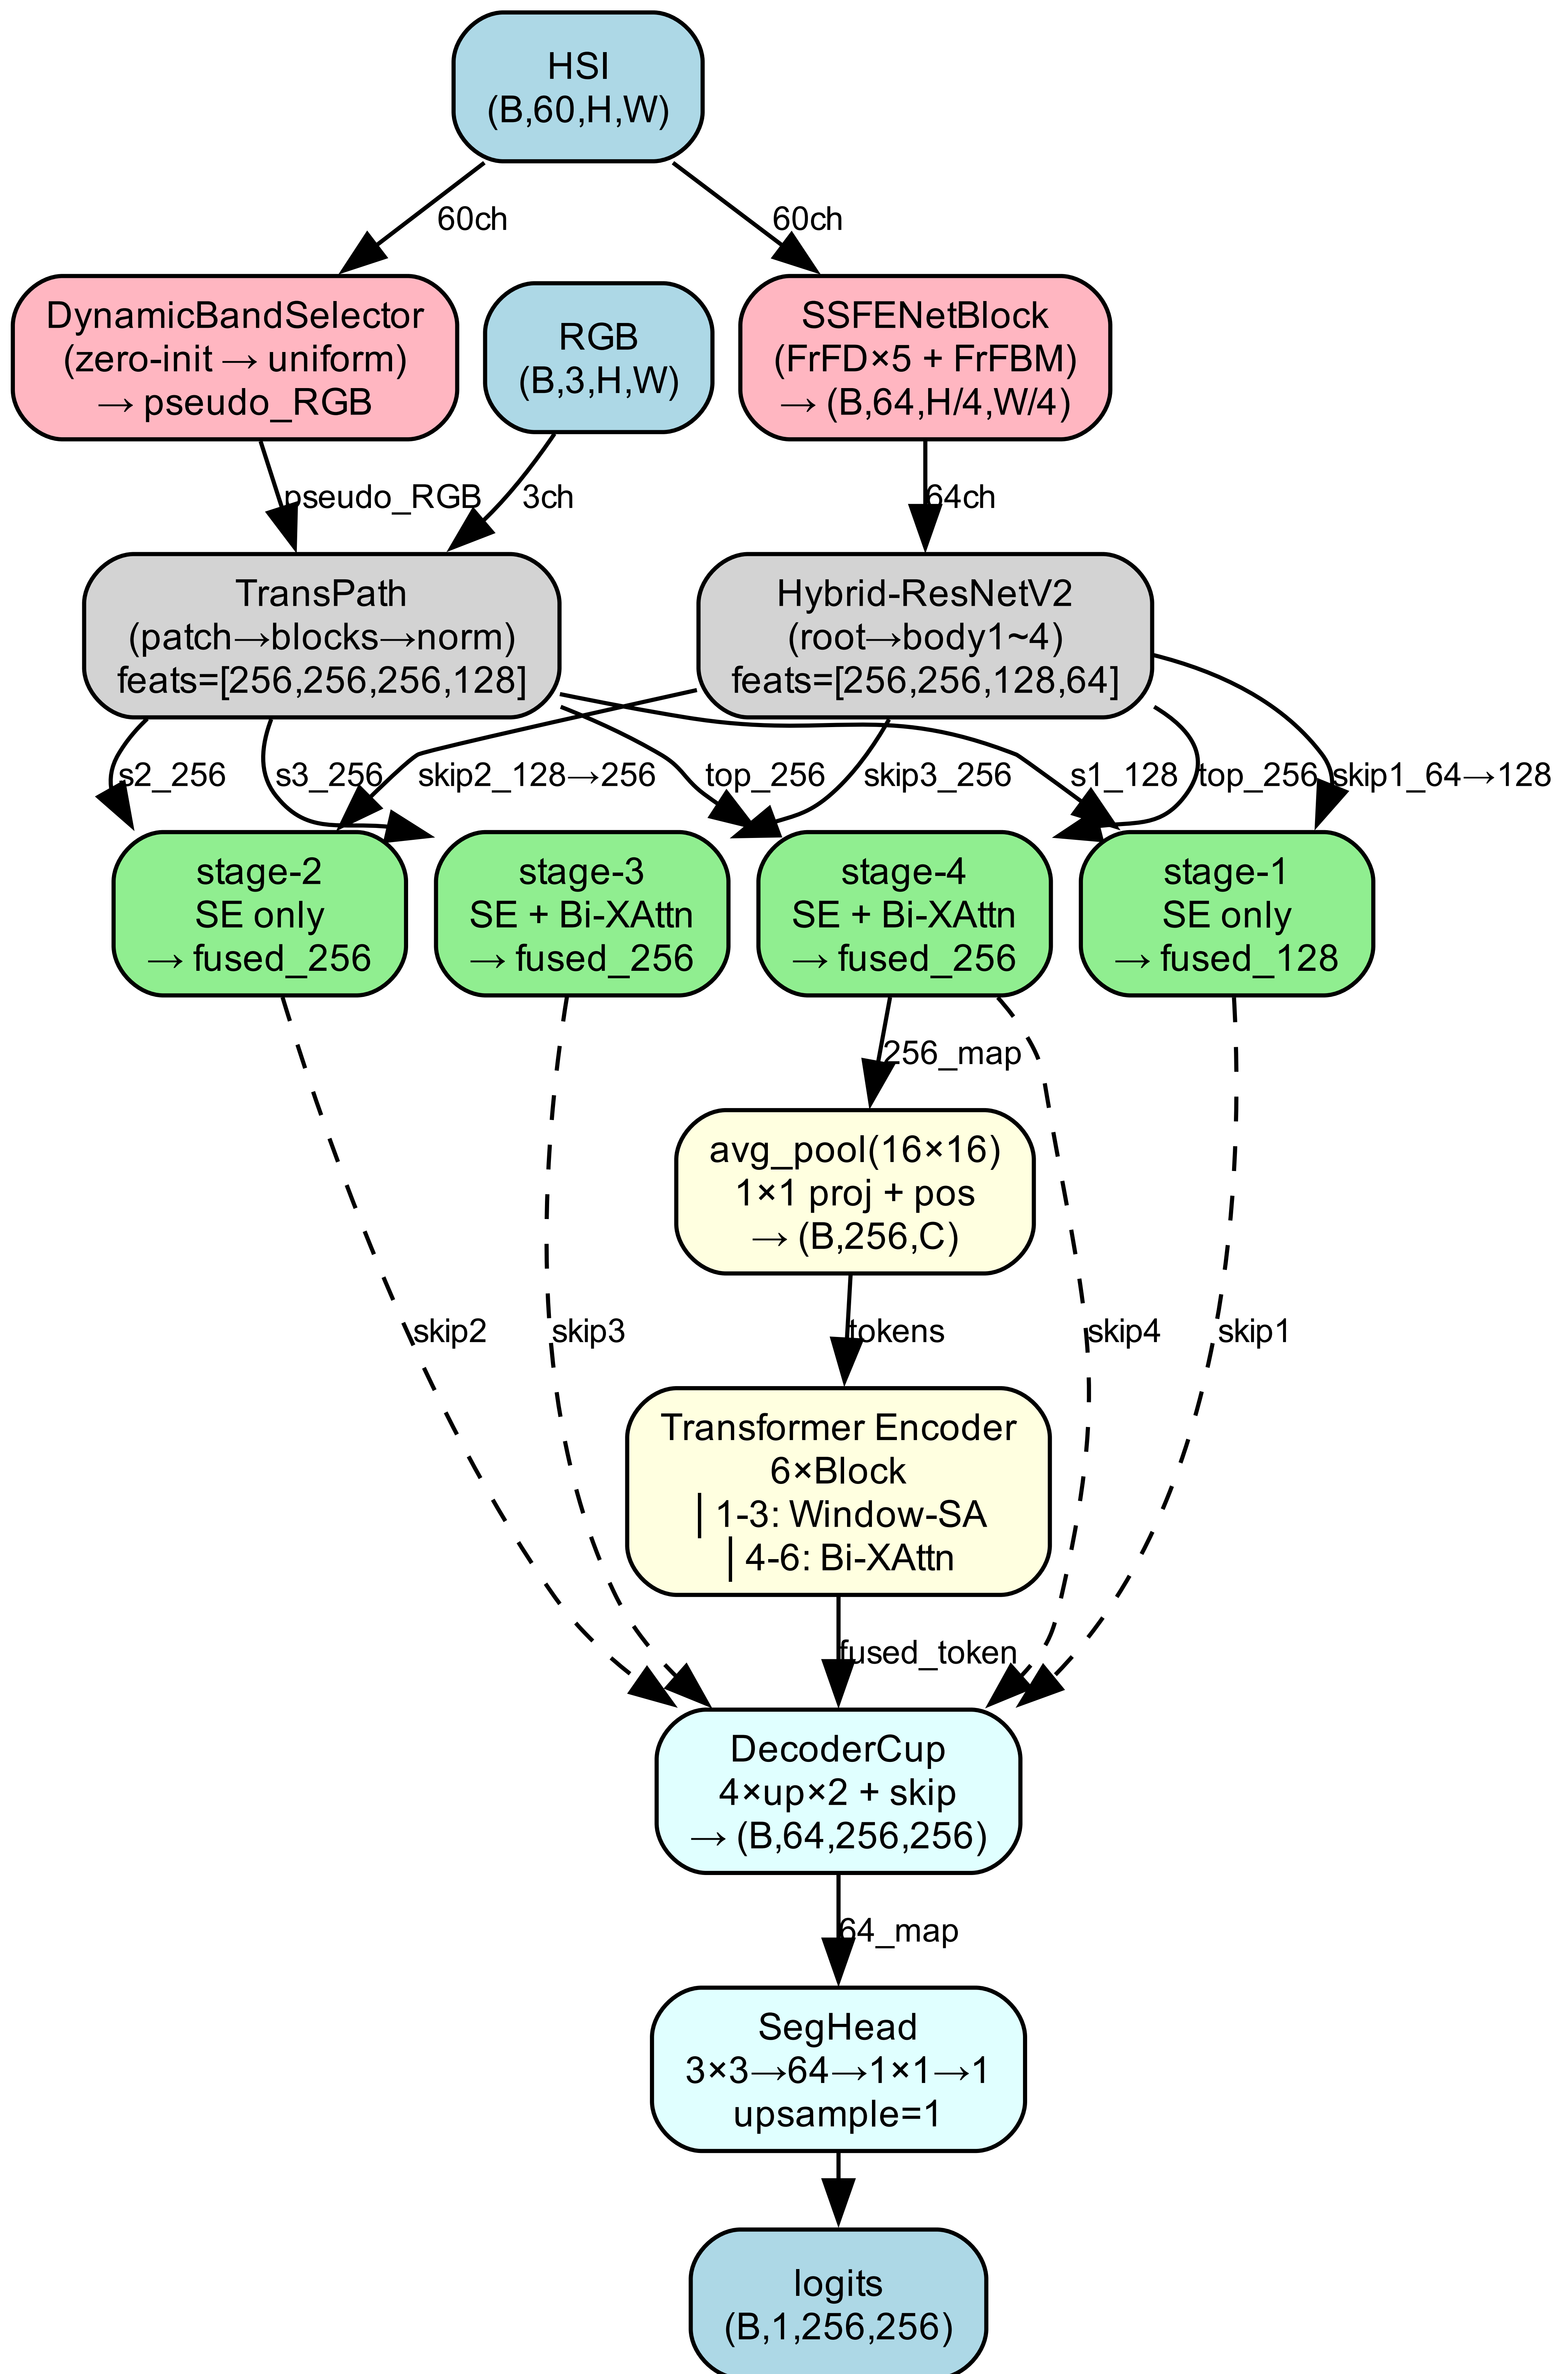 HSI
(B,60,H,W)
60ch
60ch
DynamicBandSelector
(zero-init → uniform)
→ pseudo_RGB
RGB
(B,3,H,W)
SSFENetBlock
(FrFD×5 + FrFBM)
→ (B,64,H/4,W/4)
pseudo_RGB
3ch
64ch
TransPath
(patch→blocks→norm)
feats=[256,256,256,128]
Hybrid-ResNetV2
(root→body1~4)
feats=[256,256,128,64]
s2_256
s3_256
skip2_128→256
top_256
skip3_256
s1_128
top_256
skip1_64→128
stage-2
SE only
→ fused_256
stage-3
SE + Bi-XAttn
→ fused_256
stage-4
SE + Bi-XAttn
→ fused_256
stage-1
SE only
→ fused_128
256_map
avg_pool(16×16)
1×1 proj + pos
→ (B,256,C)
skip2
skip3
tokens
skip4
skip1
Transformer Encoder
6×Block
| 1-3: Window-SA
| 4-6: Bi-XAttn
fused_token
DecoderCup
4×up×2 + skip
→ (B,64,256,256)
64_map
SegHead
3×3→64→1×1→1
upsample=1
logits
(B,1,256,256)